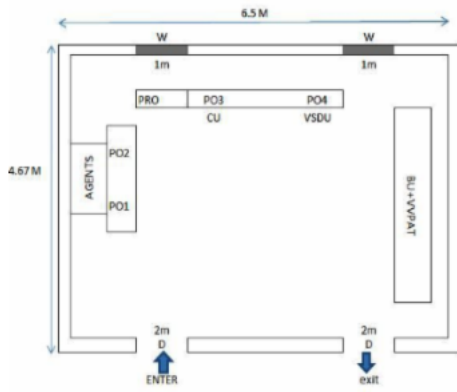 6.5 M
W W
1m 1m
PRO PO3 PO4
CU VSDU
4.67 M
AGENTS
PO2
PO1
BU+VVPAT
2m 2m
D D
ENTER exit